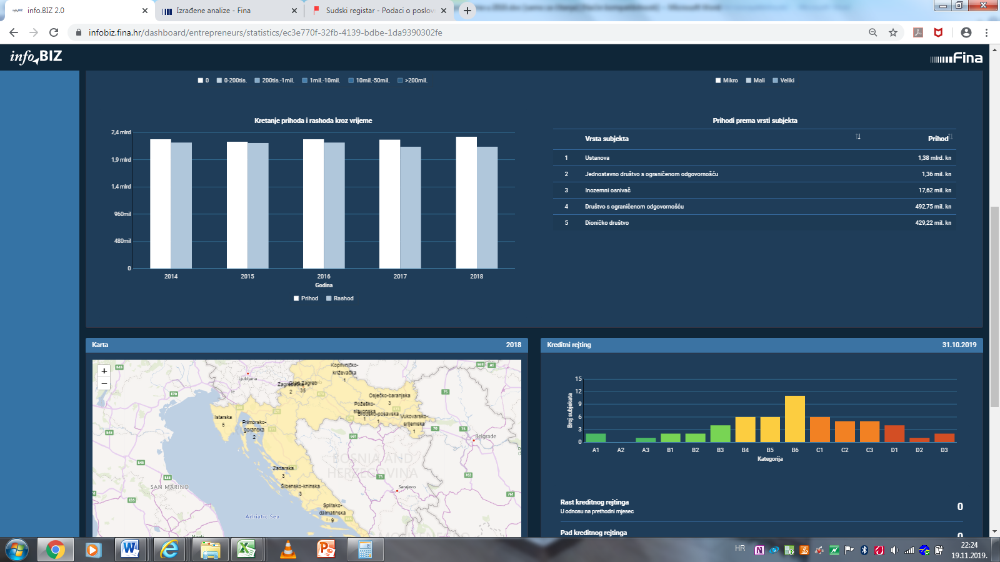 info.BIZ 2.0
Izrađene analize - Fina
Sudski registar - Podaci o poslov
infobiz.fina.hr/dashboard/entrepreneurs/statistics/ec3e770f-32fb-4139-bdbe-1da9390302fe
info.BIZ
Fina
0 0-200tis. 200tis.-1mil. 1mil.-10mil. 10mil.-50mil. >200mil.
Mikro Mali Veliki
Kretanje prihoda i rashoda kroz vrijeme
2,4 mlrd
1,9 mlrd
1,4 mlrd
960mil
480mil
0
2014 2015 2016 2017 2018
Godina
Prihod Rashod
Prihodi prema vrsti subjekta
Vrsta subjekta Prihod
1 Ustanova 1,38 mlrd. kn
2 Jednostavno društvo s ograničenom odgovornošću 1,36 mil. kn
3 Inozemni osnivač 17,62 mil. kn
4 Društvo s ograničenom odgovornošću 492,75 mil. kn
5 Dioničko društvo 429,22 mil. kn
Karta 2018
+
−
Ljubljana
Koprivničko-
križevačka
1
Zagrebačka
2
Grad Zagreb
35
Osječko-baranjska
3
Požeško-
slavonska
1
Brodsko-posavska
1
Vukovarsko-
srijemska
1
Istarska
5
Primorsko-
goranska
2
Belgrade
BOSNIA AND
HERZEGOVINA
Zadarska
3
Šibensko-kninska
3
Sarajevo
SAN MARINO
Splitsko-
dalmatinska
9
Adriatic Sea
Kreditni rejting 31.10.2019
Broj subjekata
15
12
9
6
3
0
A1 A2 A3 B1 B2 B3 B4 B5 B6 C1 C2 C3 D1 D2 D3
Kategorija
Rast kreditnog rejtinga
U odnosu na prethodni mjesec
0
Pad kreditnog rejtinga
0
HR
22:24
19.11.2019.